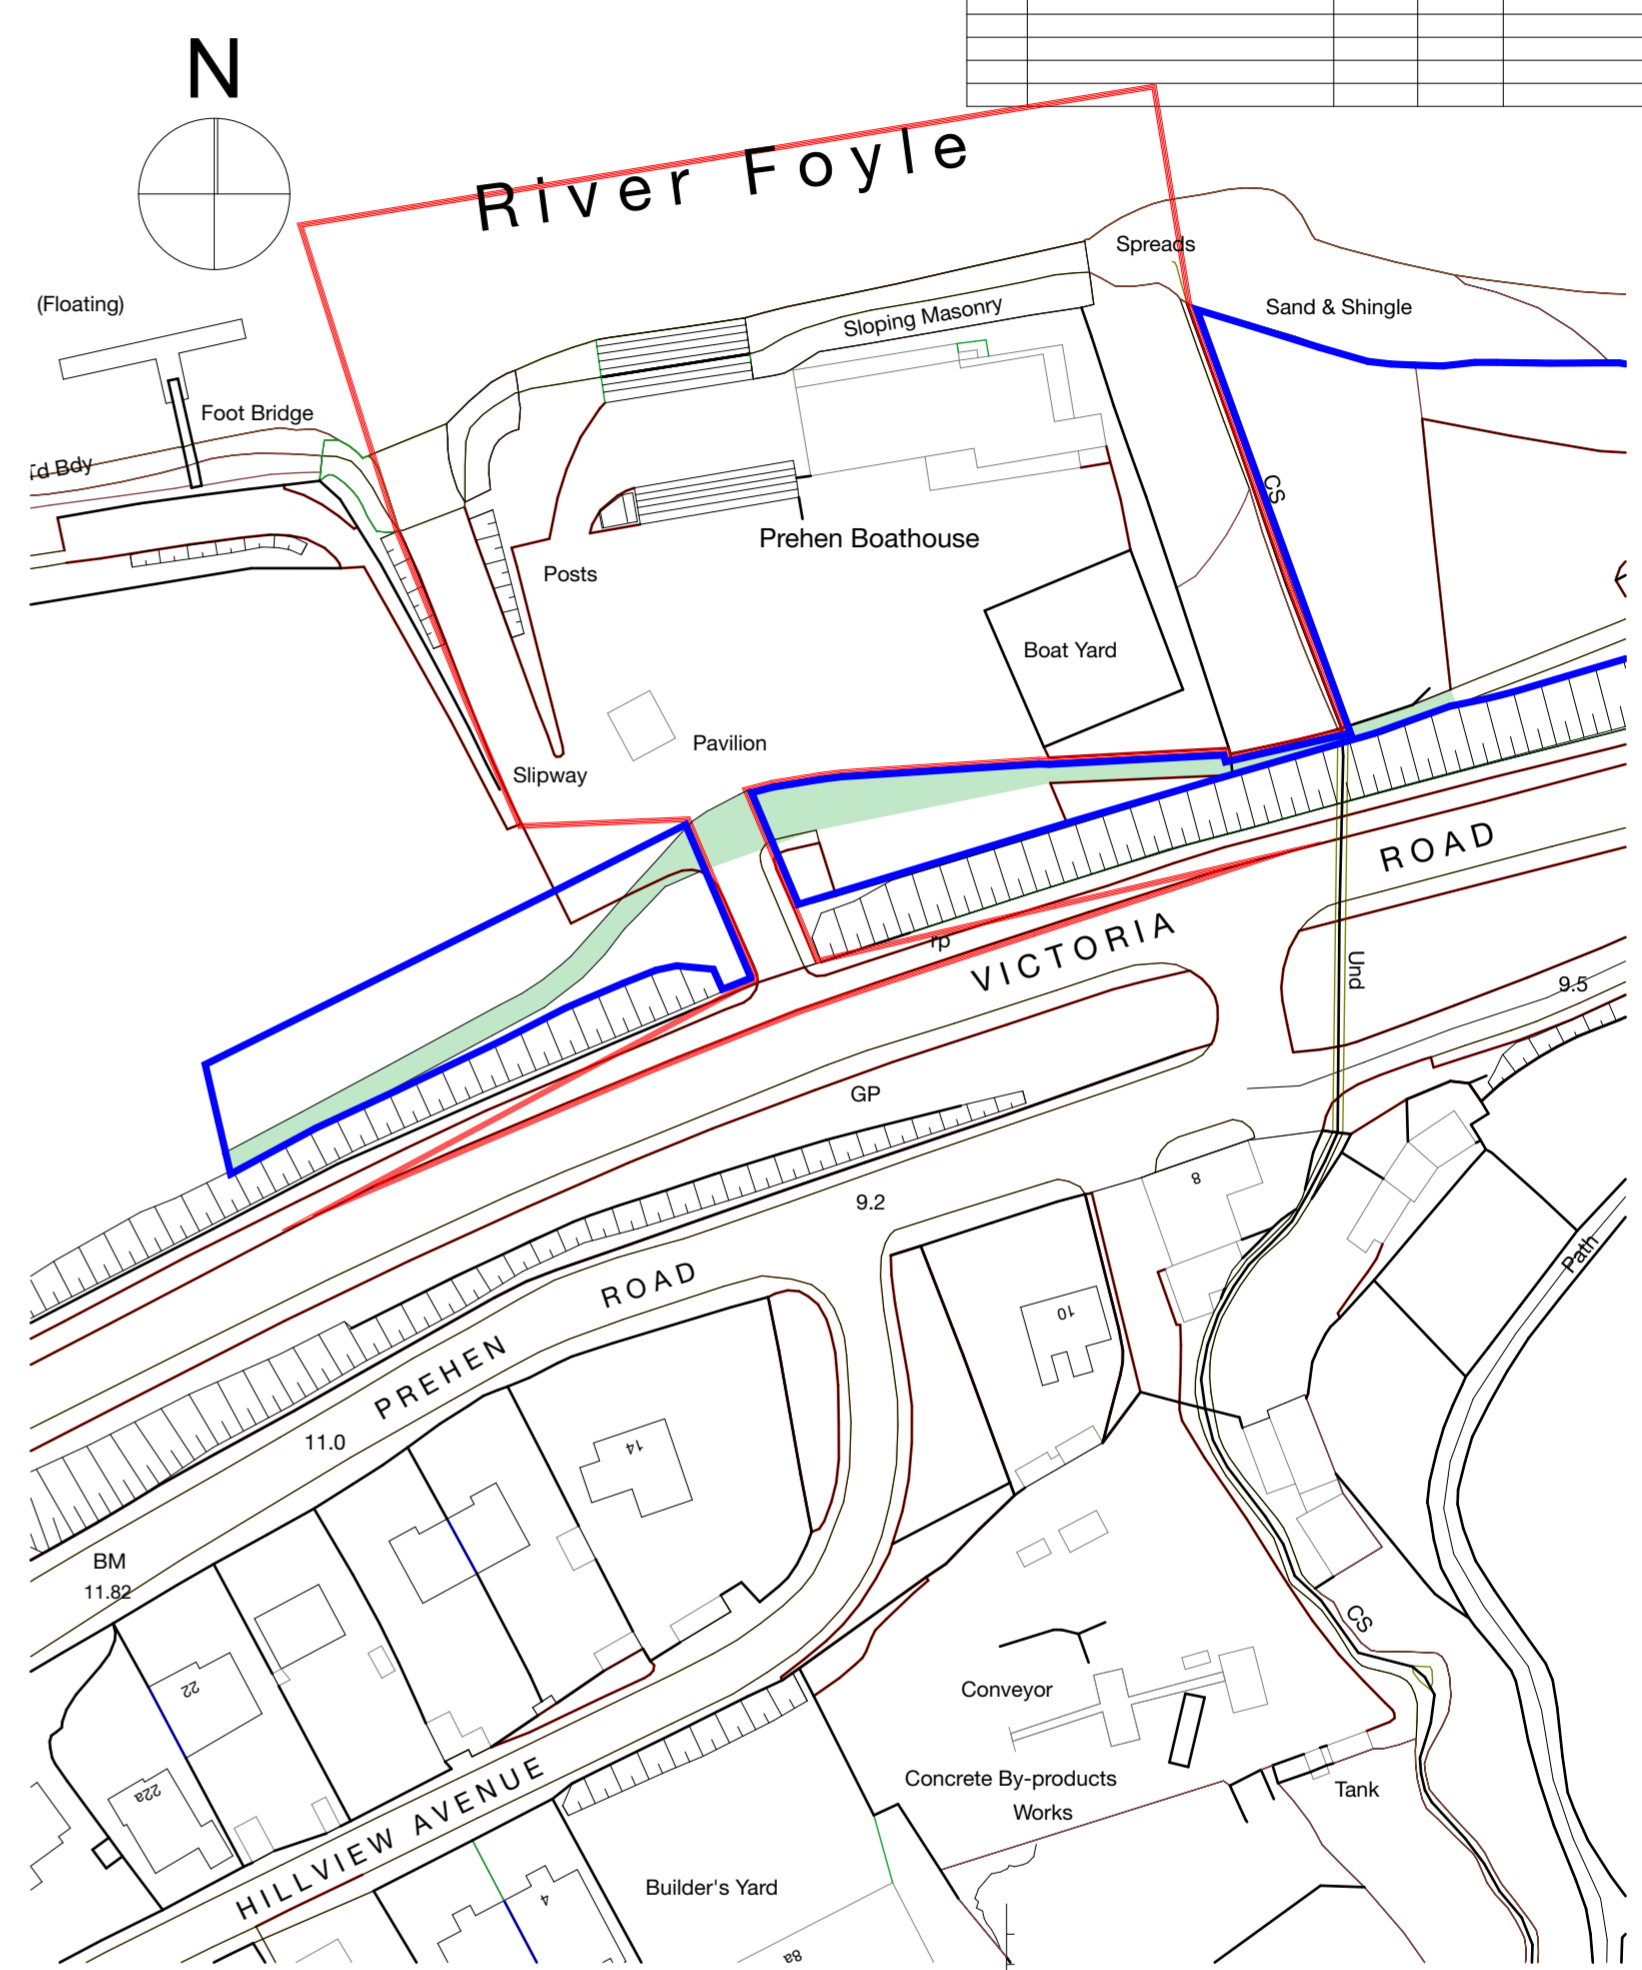 N
River Foyle
Spreads
Sand & Shingle
(Floating)
Sloping Masonry
Foot Bridge
Bdy
CS
Prehen Boathouse
Posts
Boat Yard
Pavilion
Slipway
ROAD
VICTORIA
rp
Und
9.5
GP
8
9.2
Path
ROAD
10
PREHEN
11.0
14
BM
11.82
CS
22
Conveyor
22a
Concrete By-products
Works
Tank
HILLVIEW AVENUE
Builder's Yard
4
8a